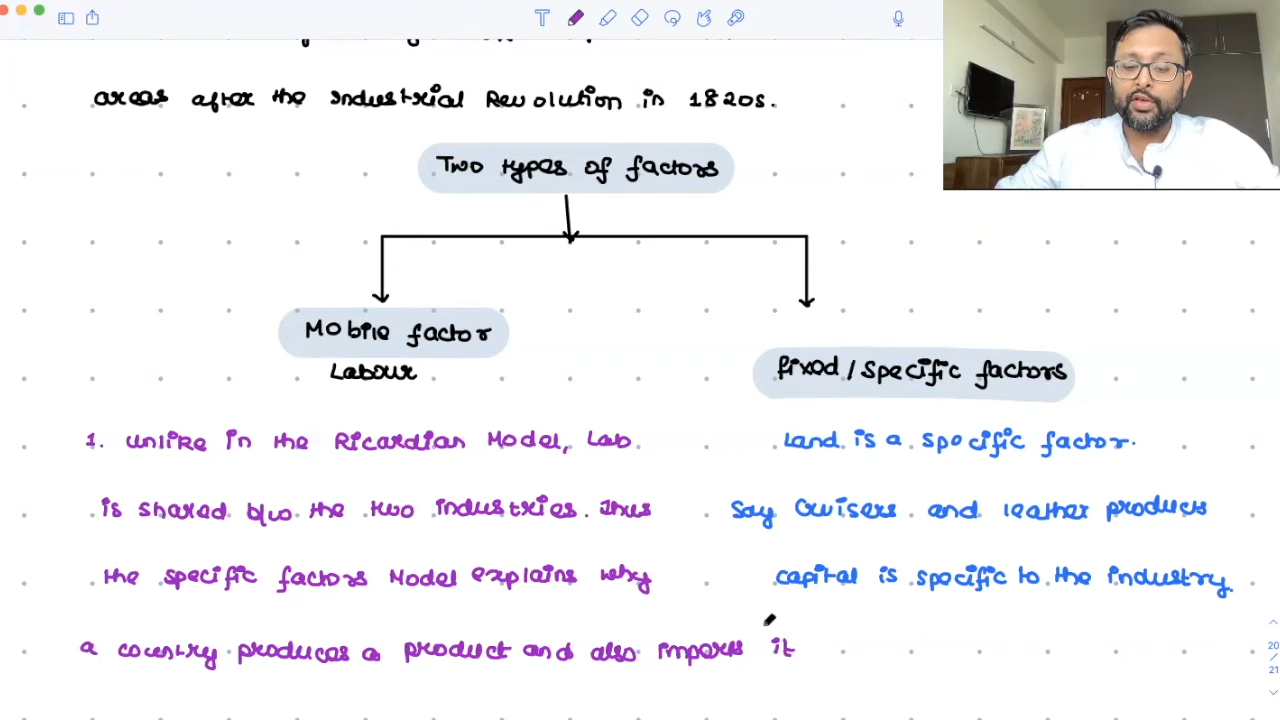 areas after the Industrial Revolution in 1820s.
Two types of factors
Mobile factor
Labour
fixed/specific factors
1. unlike in the Ricardian Model, Lab
is shared b/w the two industries. Thus
the specific factors Model explains why
a country produces a product and also imports it
Land is a specific factor.
Say Cruisers and leather products
capital is specific to the industry.
20
/
21